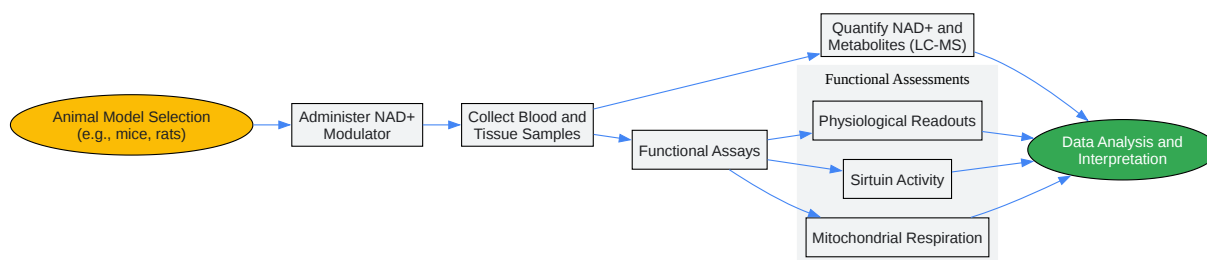 Animal Model Selection
(e.g., mice, rats)
Administer NAD+
Modulator
Collect Blood and
Tissue Samples
Quantify NAD+ and
Metabolites (LC-MS)
Functional Assays
Functional Assessments
Physiological Readouts
Sirtuin Activity
Mitochondrial Respiration
Data Analysis and
Interpretation